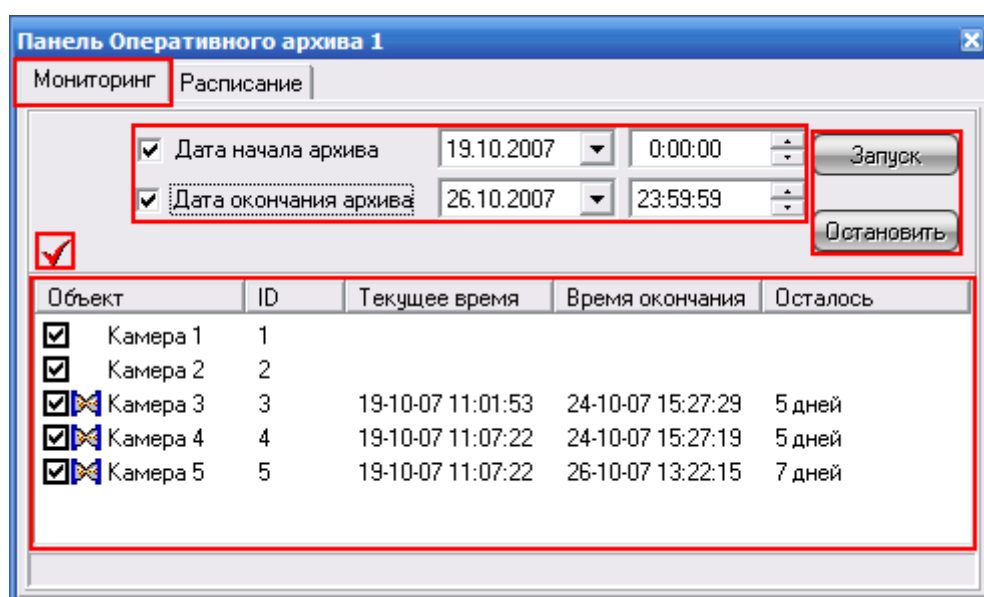 Панель Оперативного архива 1
Мониторинг Расписание
Дата начала архива 19.10.2007 0:00:00 Запуск
Дата окончания архива 26.10.2007 23:59:59
Остановить
Объект ID Текущее время Время окончания Осталось
Камера 1 1
Камера 2 2
Камера 3 3 19-10-07 11:01:53 24-10-07 15:27:29 5 дней
Камера 4 4 19-10-07 11:07:22 24-10-07 15:27:19 5 дней
Камера 5 5 19-10-07 11:07:22 26-10-07 13:22:15 7 дней